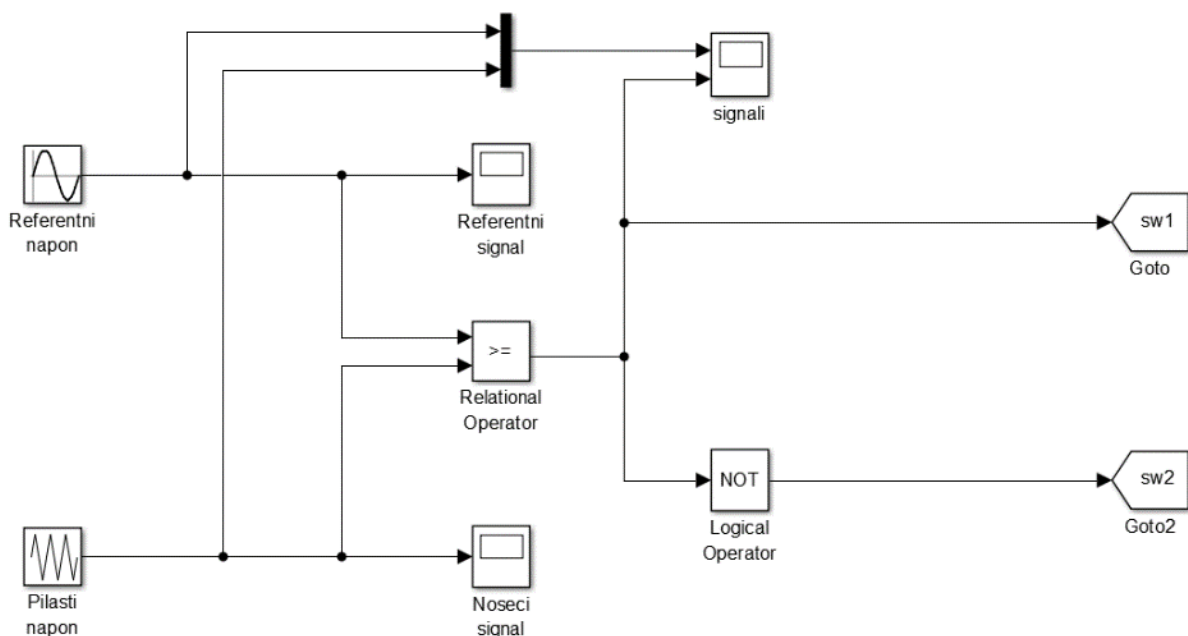 signali
Referentni
napon
Referentni
signal
sw1
Goto
>=
Relational
Operator
NOT
Logical
Operator
sw2
Goto2
Pilasti
napon
Noseci
signal